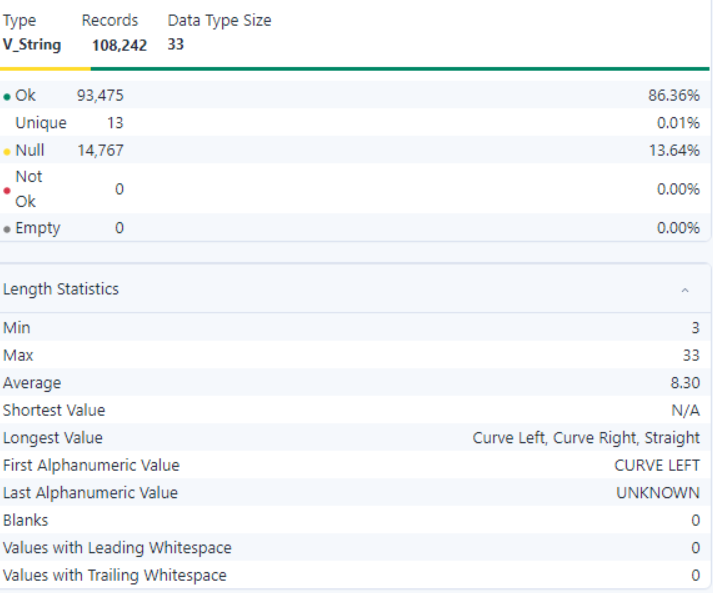 Type Records Data Type Size
V_String 108,242 33
Ok 93,475 86.36%
Unique 13 0.01%
Null 14,767 13.64%
Not
Ok 0 0.00%
Empty 0 0.00%
Length Statistics
Min 3
Max 33
Average 8.30
Shortest Value N/A
Longest Value Curve Left, Curve Right, Straight
First Alphanumeric Value CURVE LEFT
Last Alphanumeric Value UNKNOWN
Blanks 0
Values with Leading Whitespace 0
Values with Trailing Whitespace 0